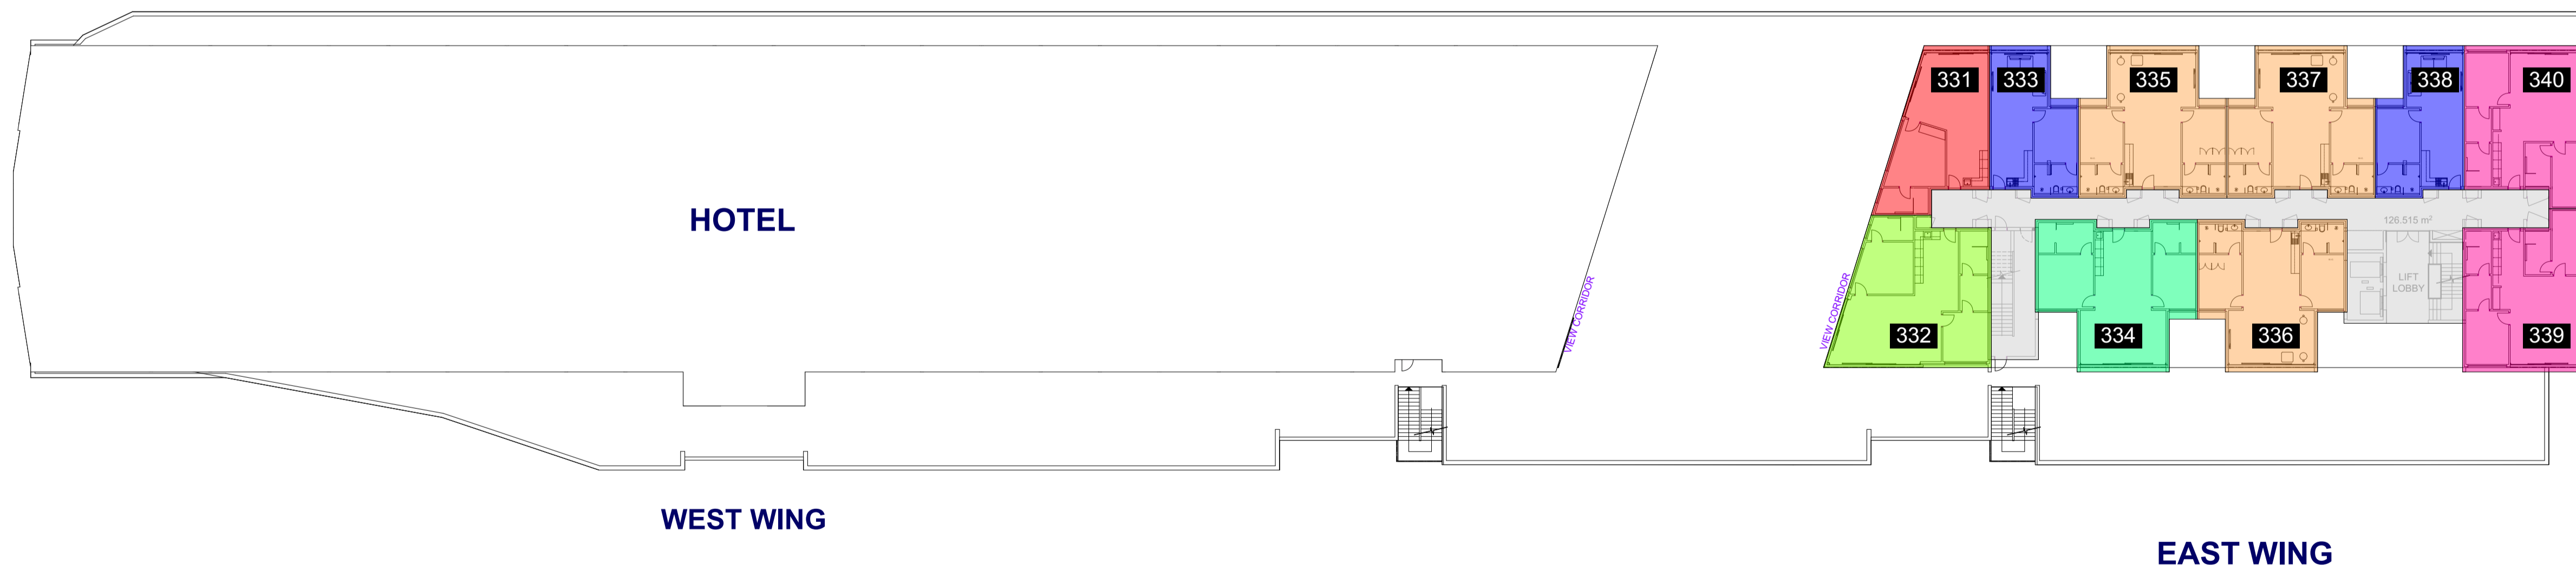 331
333
335
337
338
340
HOTEL
126.515 m²
VIEW CORRIDOR
VIEW CORRIDOR
LIFT
LOBBY
332
334
336
339
WEST WING
EAST WING